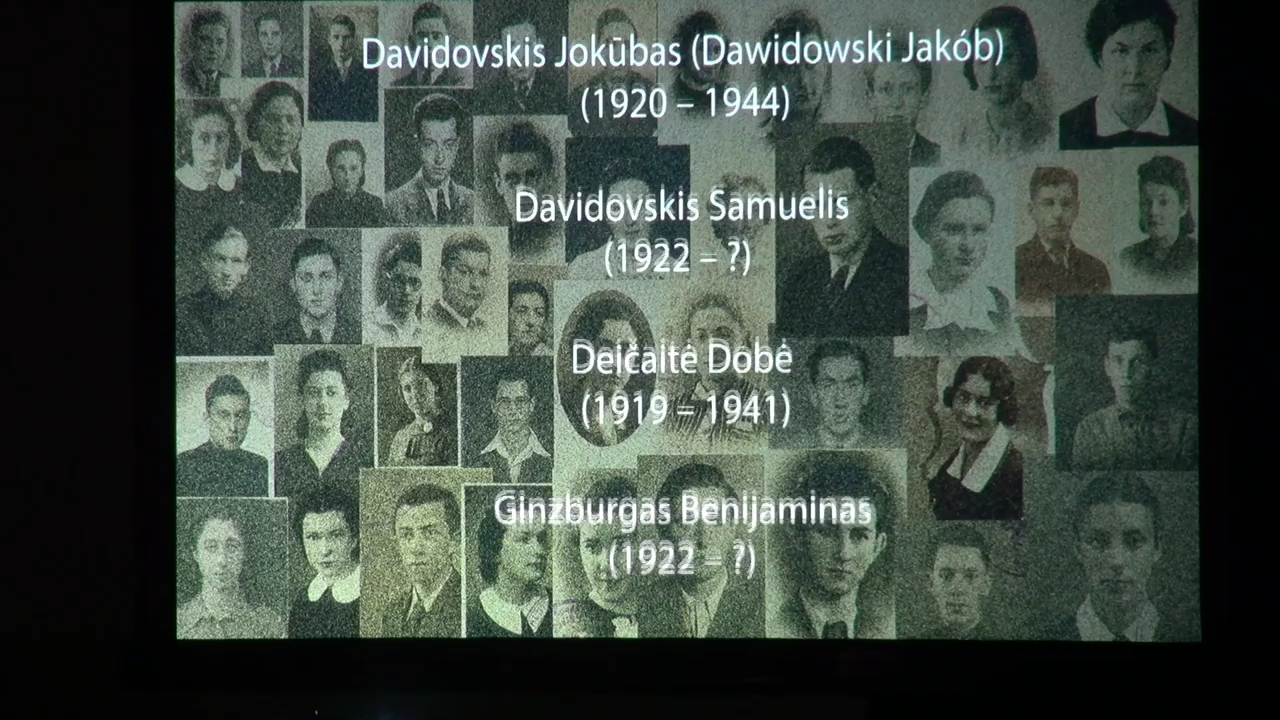 Davidovskis Jokūbas (Dawidowski Jakób)
(1920 – 1944)
Davidovskis Samuelis
(1922 – ?)
Deičaitė Dobė
(1919 – 1941)
Ginzburgas Benijaminas
(1922 – ?)